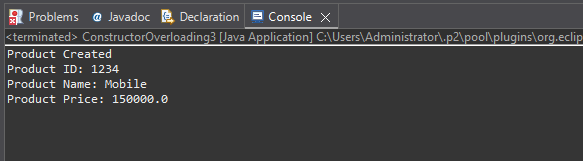 Problems @ Javadoc Declaration Console
<terminated> ConstructorOverloading3 [Java Application] C:\Users\Administrator\.p2\pool\plugins\org.eclip
Product Created
Product ID: 1234
Product Name: Mobile
Product Price: 150000.0